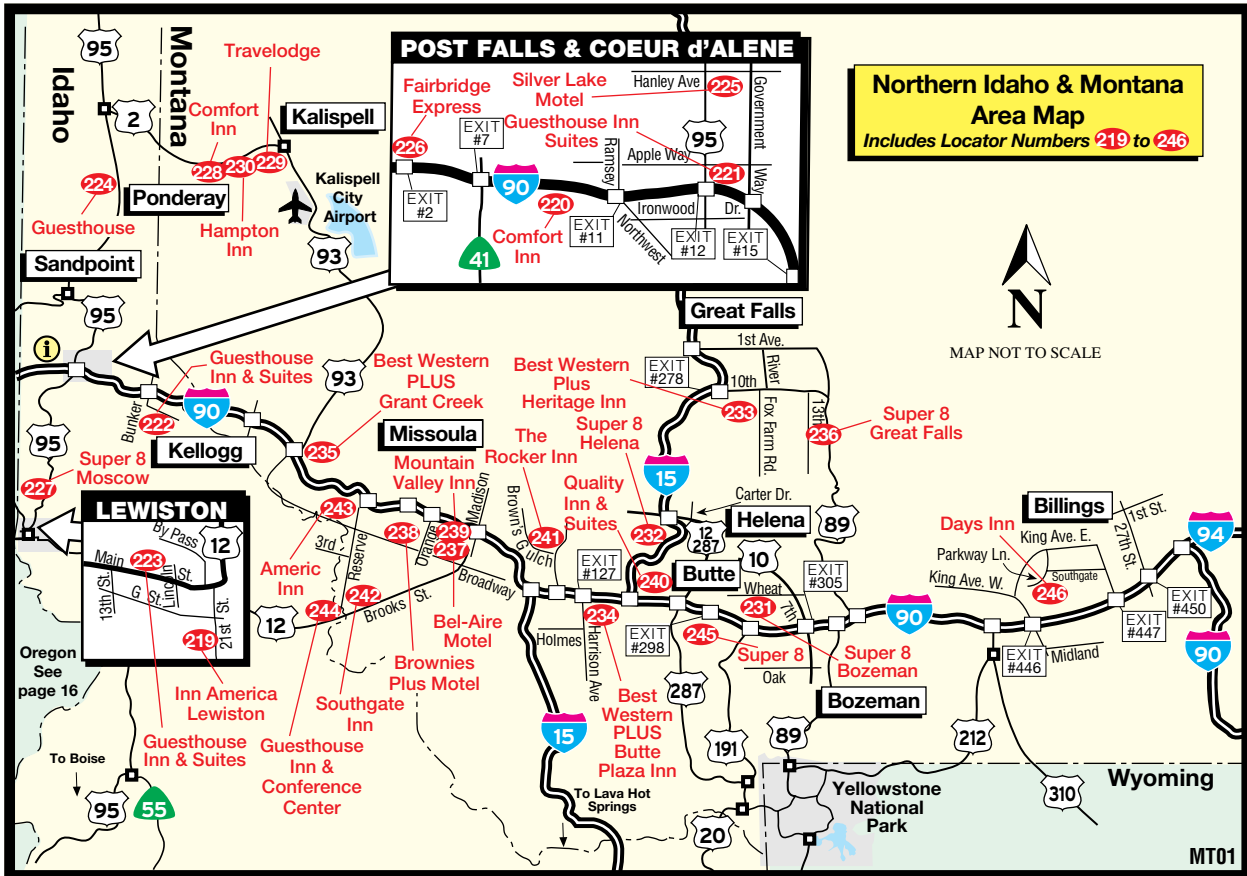 Northern Idaho & Montana
Area Map
Includes Locator Numbers 219 to 246
N
MAP NOT TO SCALE
Idaho
Montana
95
2
Travelodge
Comfort
Inn
228
230
229
Kalispell
Ponderay
Hampton
Inn
Kalispell
City
Airport
93
224
Guesthouse
Sandpoint
95
i
POST FALLS & COEUR d'ALENE
Fairbridge
Express
226
EXIT
#2
EXIT
#7
41
90
Silver Lake
Motel
225
Hanley Ave
Guesthouse Inn
Suites
221
Government
Way
95
Ramsey
Apple Way
220
Comfort
Inn
EXIT
#11
Northwest
Ironwood
Dr.
EXIT
#12
EXIT
#15
Guesthouse
Inn & Suites
Bunker
222
90
Kellogg
93
Best Western
PLUS
Grant Creek
235
95
Super 8
Moscow
227
LEWISTON
By Pass
12
Main
St.
223
Lincoln
13th/St.
G St.
21st St.
219
Inn America
Lewiston
Guesthouse
Inn & Suites
Oregon
See
page 16
To Boise
95
55
12
Missoula
Mountain
Valley Inn
Madison
239
237
238
Orange
243
Americ
Inn
3rd
Reserve
242
244
Brooks St.
Broadway
Bel-Aire
Motel
Brownies
Plus Motel
Southgate
Inn
Guesthouse
Inn &
Conference
Center
The
Rocker Inn
241
Brown's Gulch
Great Falls
1st Ave.
River
EXIT
#278
10th
Best Western
Plus
Heritage Inn
233
Fox Farm Rd.
13th
236
Super 8
Great Falls
15
Super 8
Helena
232
Carter Dr.
Helena
12
287
Quality
Inn &
Suites
240
EXIT
#127
Butte
10
89
234
Holmes
Harrison Ave
Best
Western
PLUS
Butte
Plaza Inn
15
To Lava Hot
Springs
EXIT
#298
245
Super 8
Wheat
231
7th
Oak
Super 8
Bozeman
EXIT
#305
90
Bozeman
287
191
89
20
Yellowstone
National
Park
Wyoming
212
310
Billings
Days Inn
246
King Ave. E.
Parkway Ln.
Southgate
King Ave. W.
27th St.
1st St.
94
EXIT
#450
EXIT
#447
EXIT
#446
Midland
90
MT01